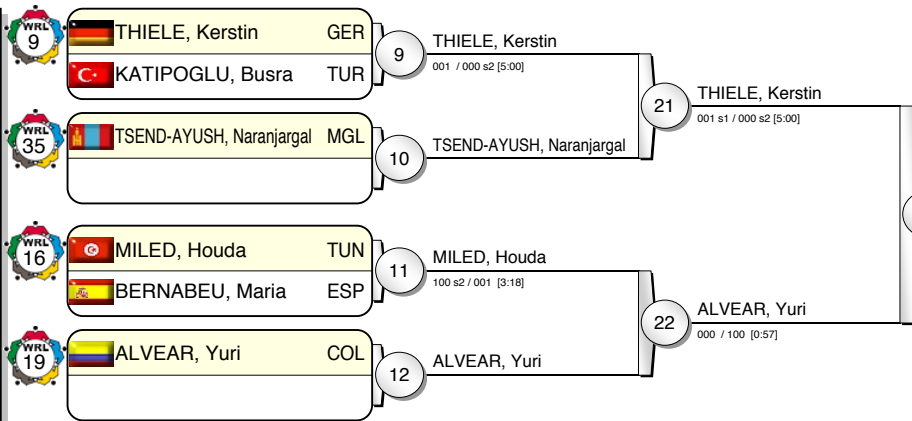 WRL
9
THIELE, Kerstin GER
KATIPOGLU, Busra TUR
9
THIELE, Kerstin
001 / 000 s2 [5:00]
21
THIELE, Kerstin
001 s1 / 000 s2 [5:00]
WRL
35
TSEND-AYUSH, Naranjargal MGL
10
TSEND-AYUSH, Naranjargal
WRL
16
MILED, Houda TUN
BERNABEU, Maria ESP
11
MILED, Houda
100 s2 / 001 [3:18]
22
ALVEAR, Yuri
000 / 100 [0:57]
WRL
19
ALVEAR, Yuri COL
12
ALVEAR, Yuri